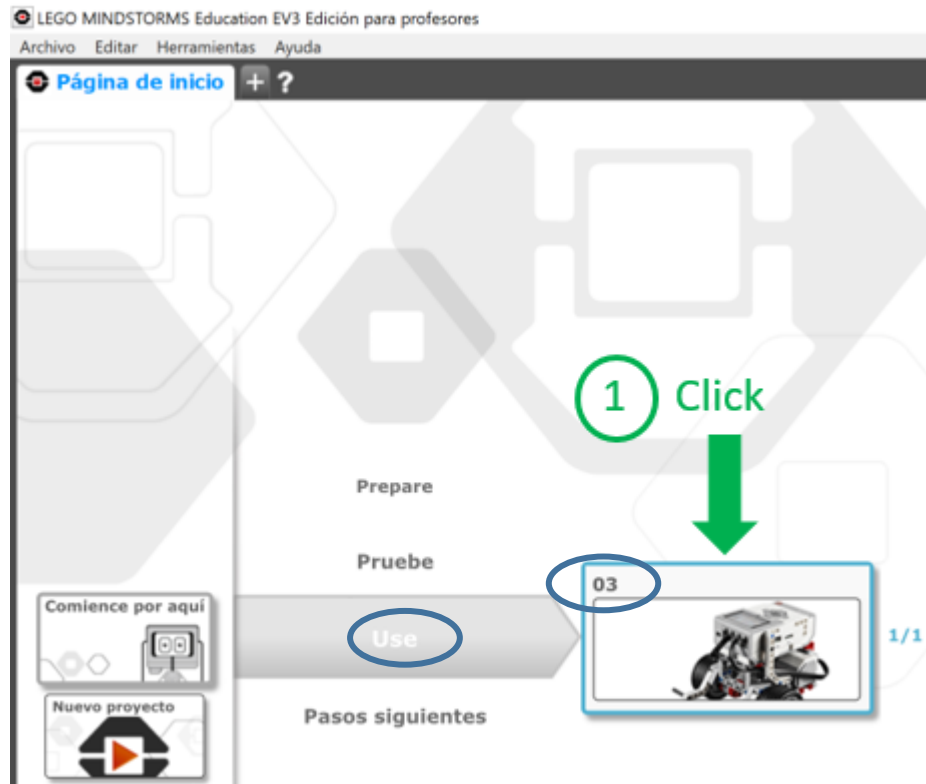 LEGO MINDSTORMS Education EV3 Edición para profesores
Archivo Editar Herramientas Ayuda
Página de inicio + ?
1 Click
Prepare
Pruebe
03
Comience por aquí
Use
1/1
Nuevo proyecto
Pasos siguientes